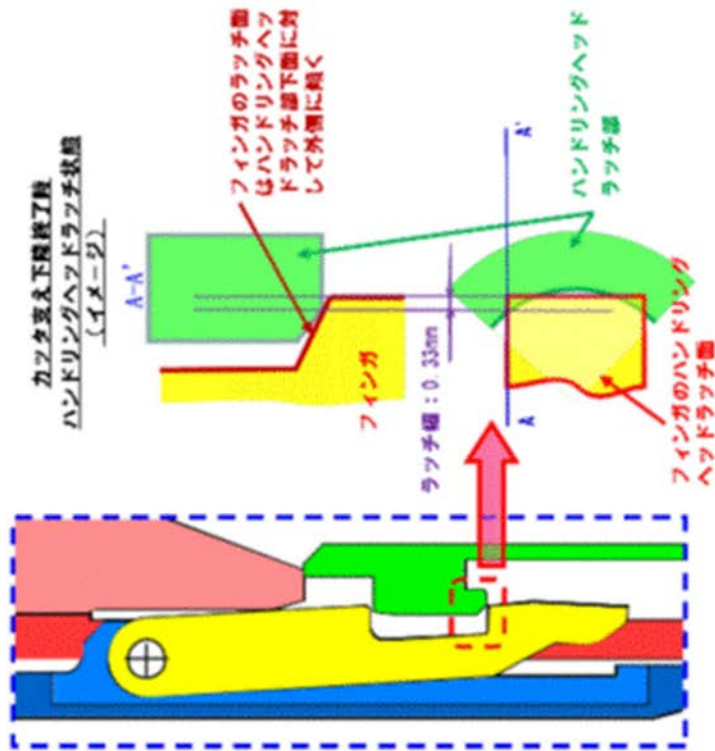 カッタ支え下降終了後
ハンドリングヘッドラッチ状態
(イメージ)
A-A'
フィンガのラッチ面
はハンドリングヘッ
ドラッチ部下面に対
して外側に傾く
フィンガ
ラッチ幅:0.33mm
ハンドリングヘッド
ラッチ部
A
A'
フィンガのハンドリング
ヘッドラッチ面